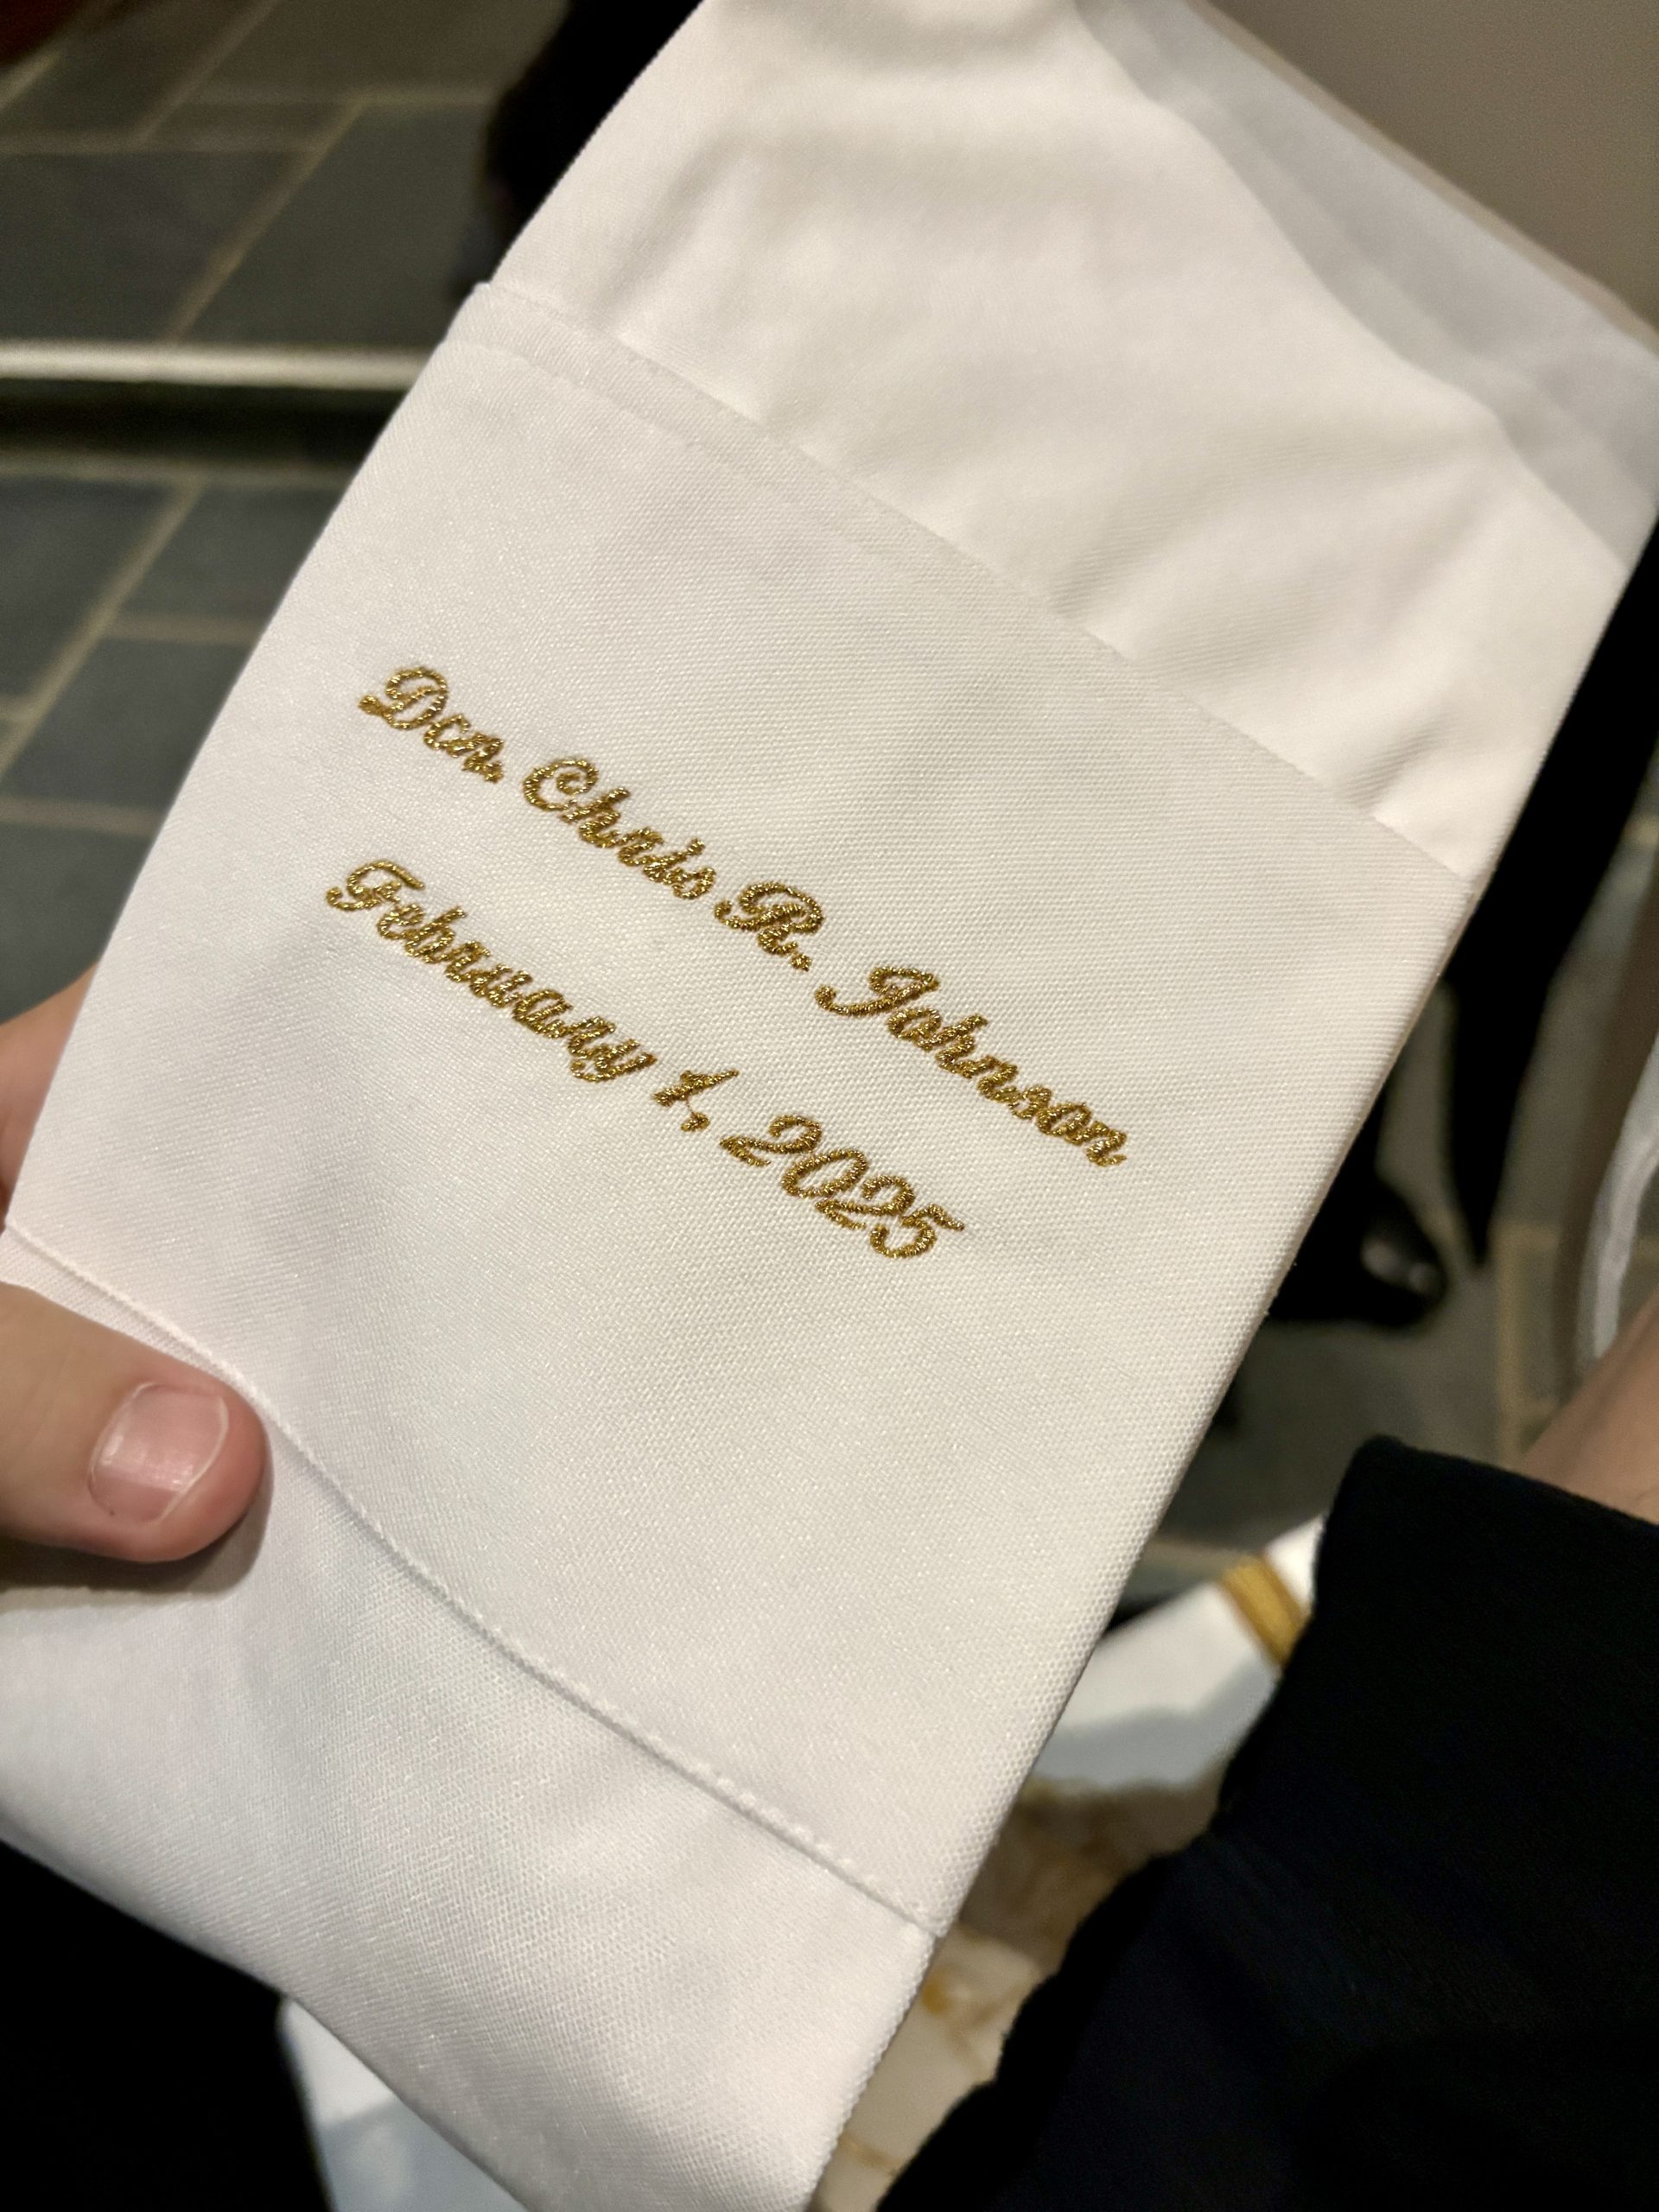 Dcn. Chris R. Johnson
February 1, 2025